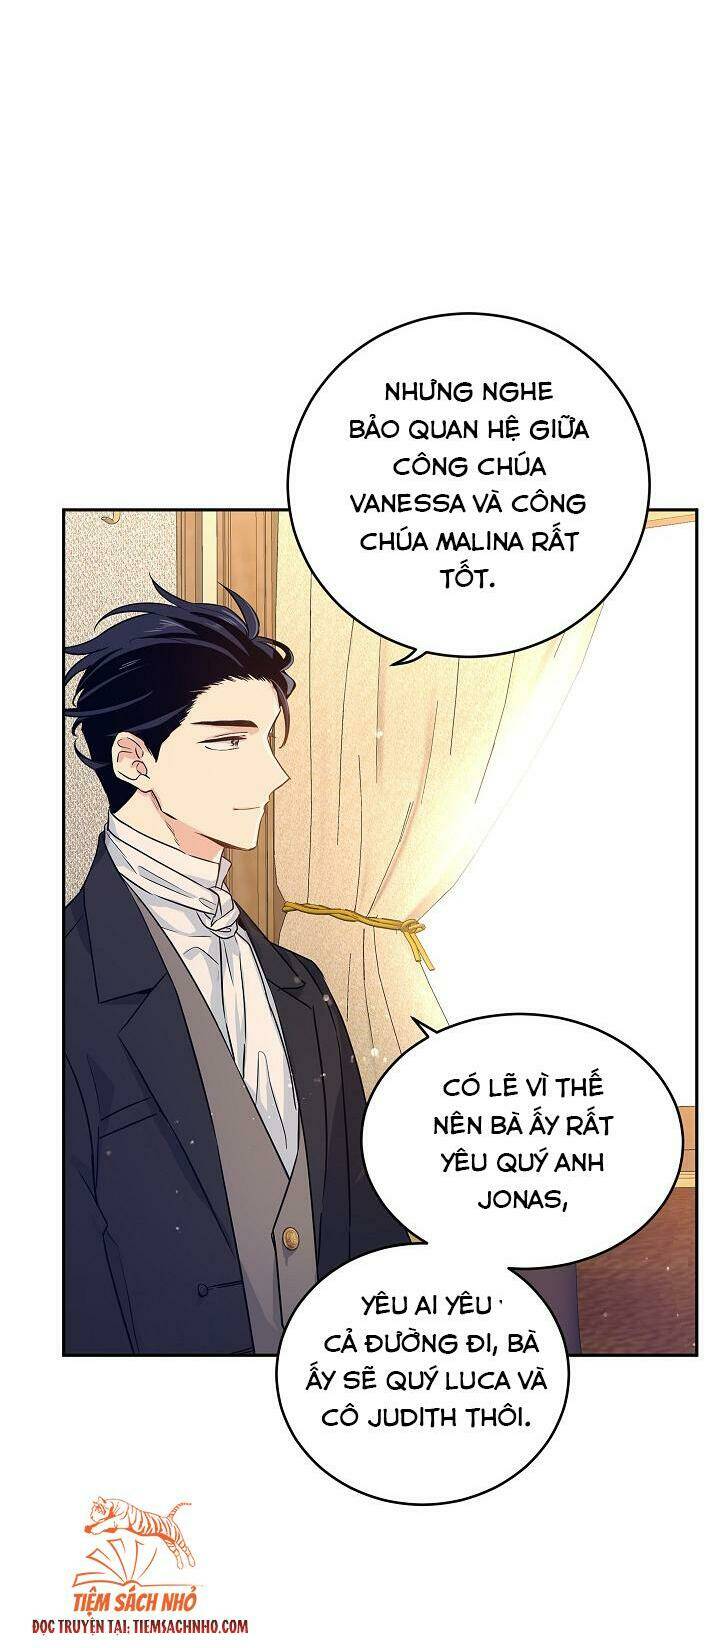 NHƯNG NGHE
BẢO QUAN HỆ GIỮA
CÔNG CHÚA
VANESSA VÀ CÔNG
CHÚA MALINA RẤT
TỐT.
CÓ LẼ VÌ THẾ
NÊN BÀ ẤY RẤT
YÊU QUÝ ANH
JONAS,
YÊU AI YÊU
CẢ ĐƯỜNG ĐI, BÀ
ẤY SẼ QUÝ LUCA VÀ
CÔ JUDITH THÔI.
TIỆM SÁCH NHỎ
ĐỌC TRUYỆN TẠI: TIEMSACHNHO.COM